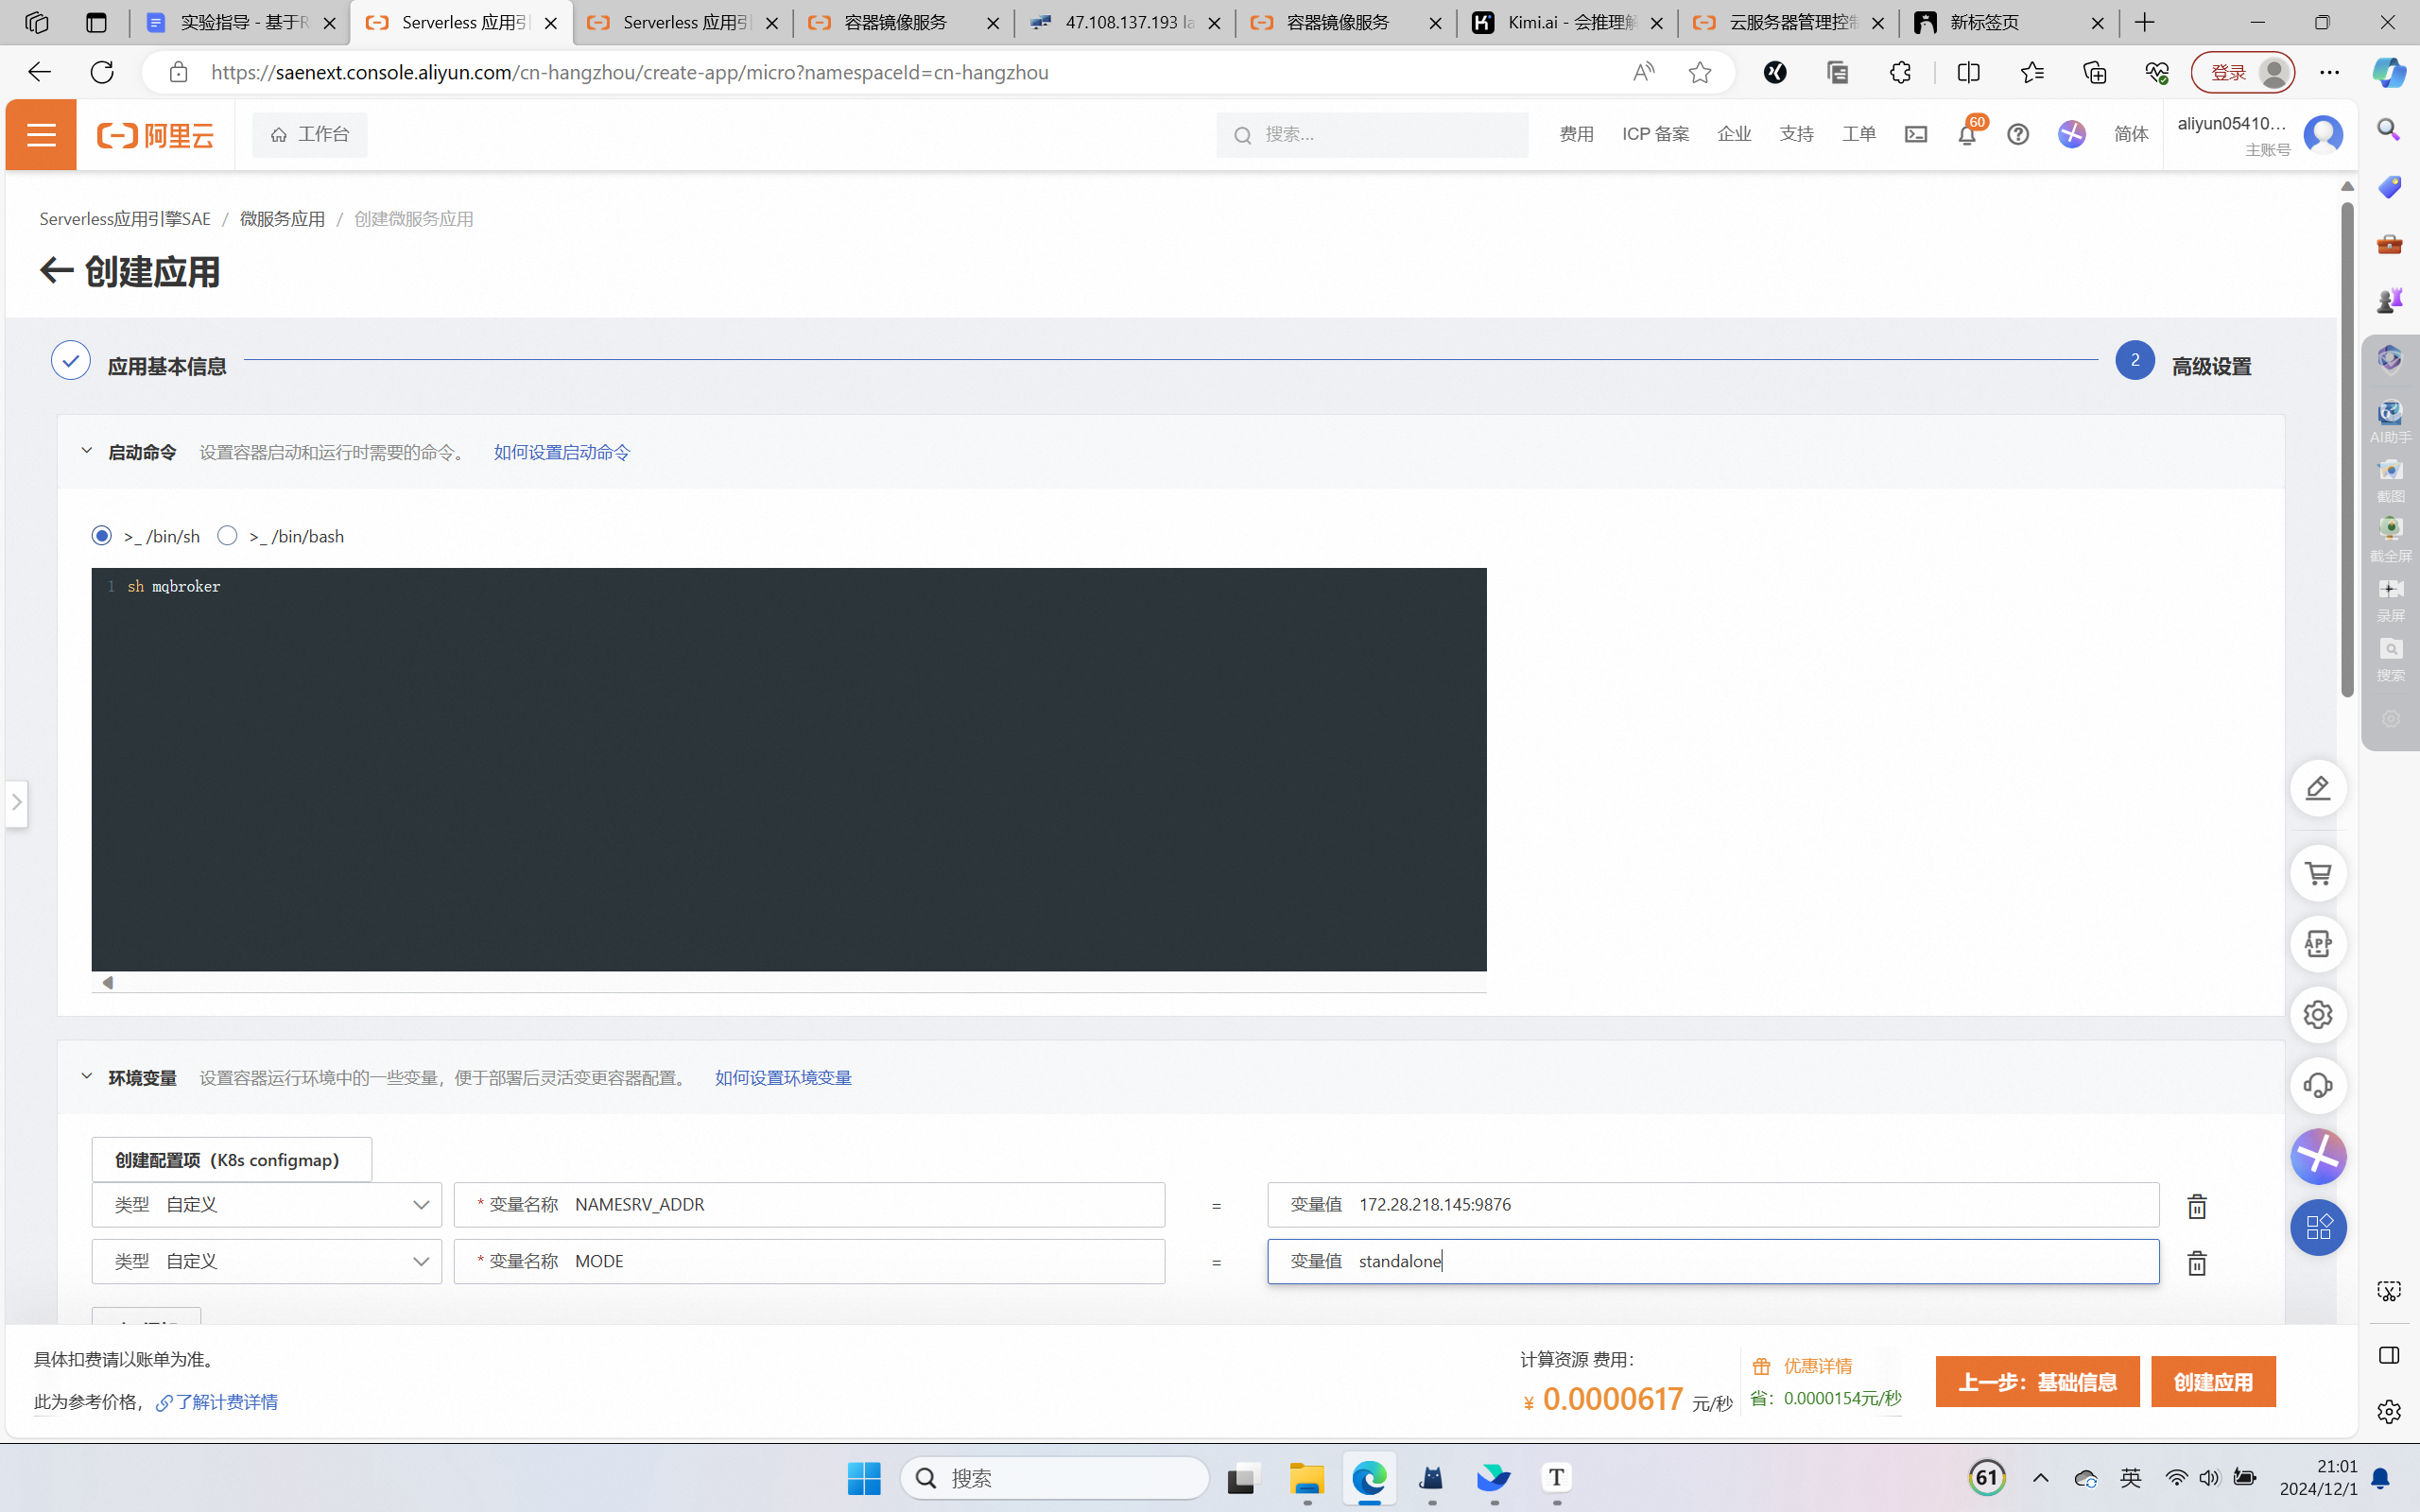 实验指导 - 基于R
Serverless 应用引
Serverless 应用引
容器镜像服务
47.108.137.193 la
容器镜像服务
Kimi.ai - 会推理解
云服务器管理控制
新标签页
https://saenext.console.aliyun.com/cn-hangzhou/create-app/micro?namespaceId=cn-hangzhou
登录
阿里云
工作台
搜索...
费用
ICP 备案
企业
支持
工单
60
简体
aliyun05410...
主账号
Serverless应用引擎SAE / 微服务应用 / 创建微服务应用
创建应用
应用基本信息
2
高级设置
AI助手
截图
截全屏
录屏
搜索
启动命令 设置容器启动和运行时需要的命令。 如何设置启动命令
>_ /bin/sh >_ /bin/bash
1 sh mqbroker
APP
环境变量 设置容器运行环境中的一些变量，便于部署后灵活变更容器配置。 如何设置环境变量
创建配置项（K8s configmap）
类型 自定义 * 变量名称 NAMESRV_ADDR = 变量值 172.28.218.145:9876
类型 自定义 * 变量名称 MODE = 变量值 standalone
具体扣费请以账单为准。
此为参考价格， 了解计费详情
计算资源 费用：
¥ 0.0000617 元/秒
优惠详情
省： 0.0000154元/秒
上一步：基础信息
创建应用
搜索
T
61
英
21:01
2024/12/1